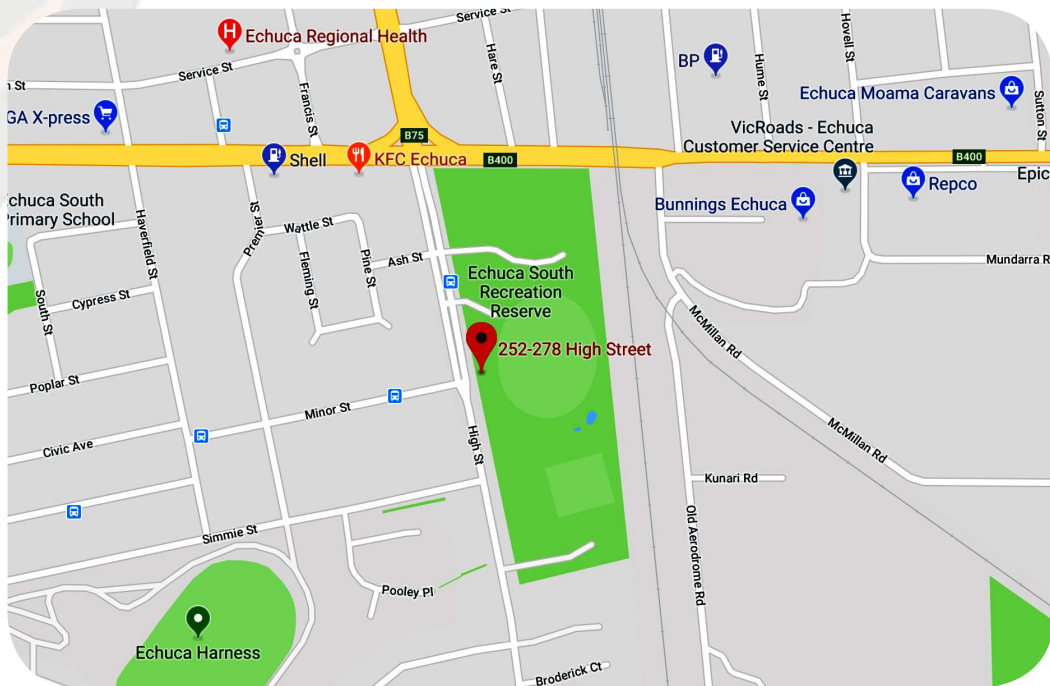 Service St
Echuca Regional Health
Hare St
Hovell St
BP
Hume St
Service St
n St
Francis St
Echuca Moama Caravans
Sutton St
GA X-press
VicRoads - Echuca
Customer Service Centre
B75
Shell
KFC Echuca
B400
B400
Epic
Repco
Bunnings Echuca
chuca South
Primary School
Haverfield St
Premier St
Wattle St
Fleming St
Pine St
Ash St
Mundarra R
Echuca South
Recreation
Reserve
South St
Cypress St
McMillan Rd
252-278 High Street
Poplar St
Minor St
High St
McMillan Rd
Civic Ave
Kunari Rd
Old Aerodrome Rd
Simmie St
Pooley Pl
Echuca Harness
Broderick Ct